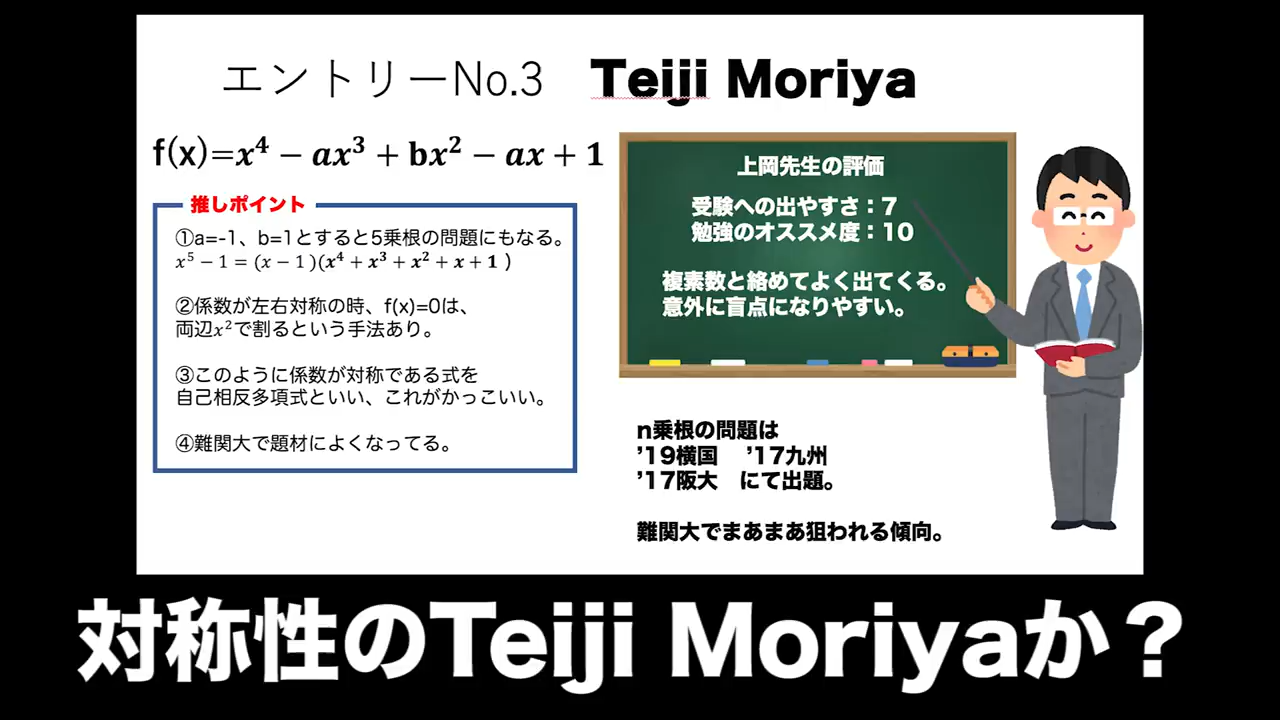 エントリーNo.3 Teiji Moriya
f(x)=x⁴ − ax³ + bx² − ax + 1
推しポイント
①a=-1、b=1とすると5乗根の問題にもなる。
x⁵ − 1 = (x − 1)(x⁴ + x³ + x² + x + 1 )
②係数が左右対称の時、f(x)=0は、
両辺x²で割るという手法あり。
③このように係数が対称である式を
自己相反多項式といい、これがかっこいい。
④難関大で題材によくなってる。
上岡先生の評価
受験への出やすさ：7
勉強のオススメ度：10
複素数と絡めてよく出てくる。
意外に盲点になりやすい。
n乗根の問題は
’19横国 ’17九州
’17阪大 にて出題。
難関大でまあまあ狙われる傾向。
対称性のTeiji Moriyaか？